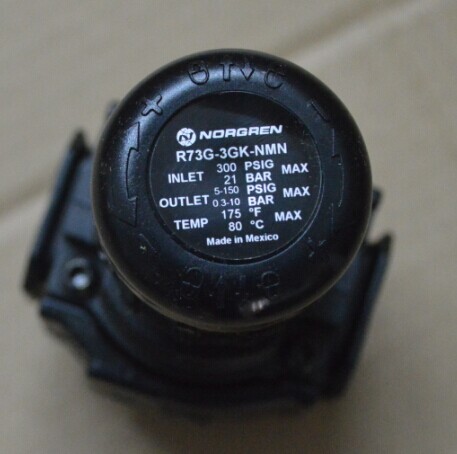 NORGREN
R73G-3GK-NMN
INLET 300 PSIG MAX
21 BAR
OUTLET 5-150 PSIG MAX
0.3-10 BAR
TEMP 175 °F MAX
80 °C
Made in Mexico